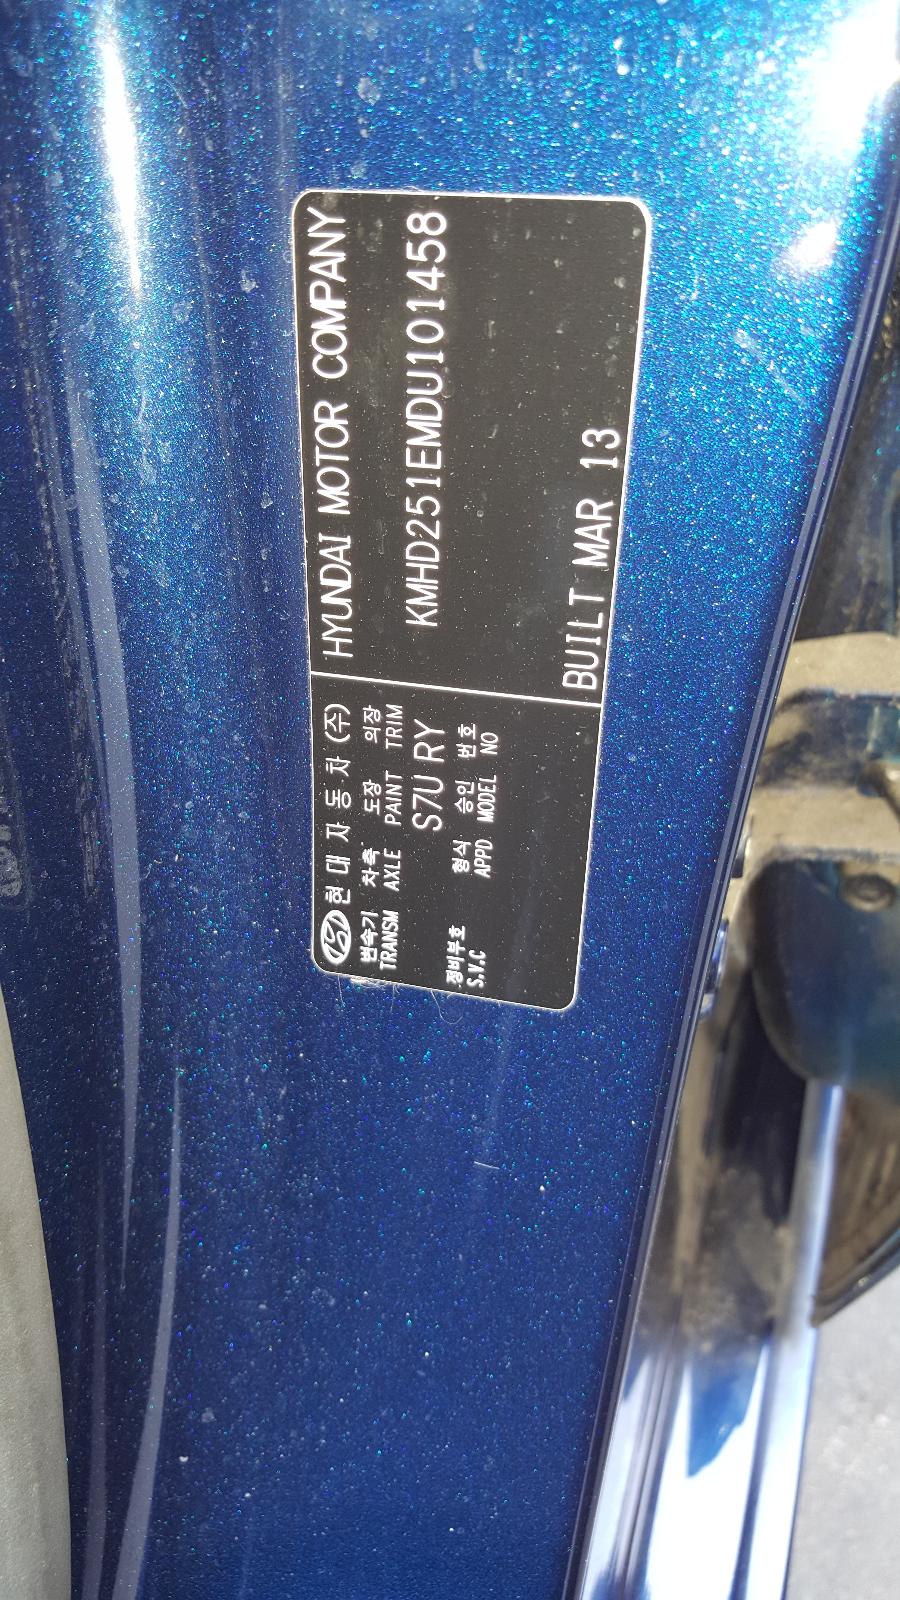 현대자동차(주)
변속기 차축 도장 의장
TRANSM AXLE PAINT TRIM
S7U RY
정비부호 형식 승인 번호
S.V.C APPD MODEL NO
HYUNDAI MOTOR COMPANY
KMHD251EMDU101458
BUILT MAR 13